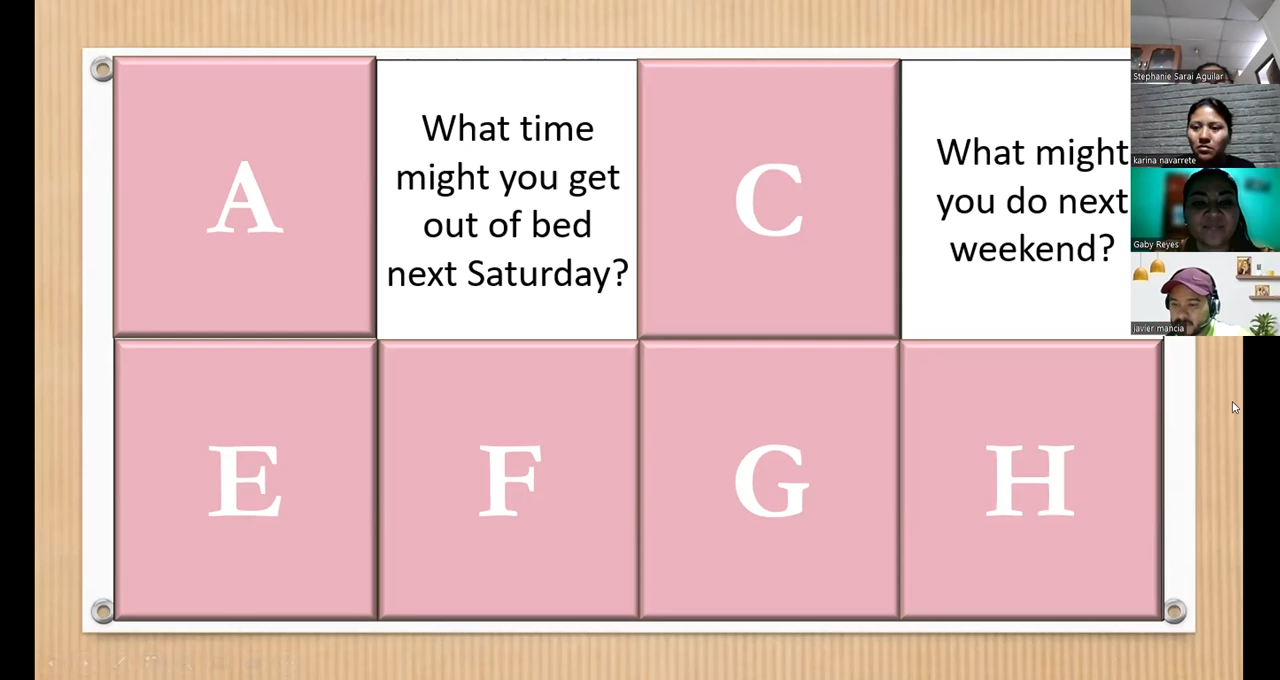 A
What time
might you get
out of bed
next Saturday?
C
What might
you do next
weekend?
E
F
G
H
Stephanie Sarai Aguilar
karina navarrete
Gaby Reyes
javier mancia